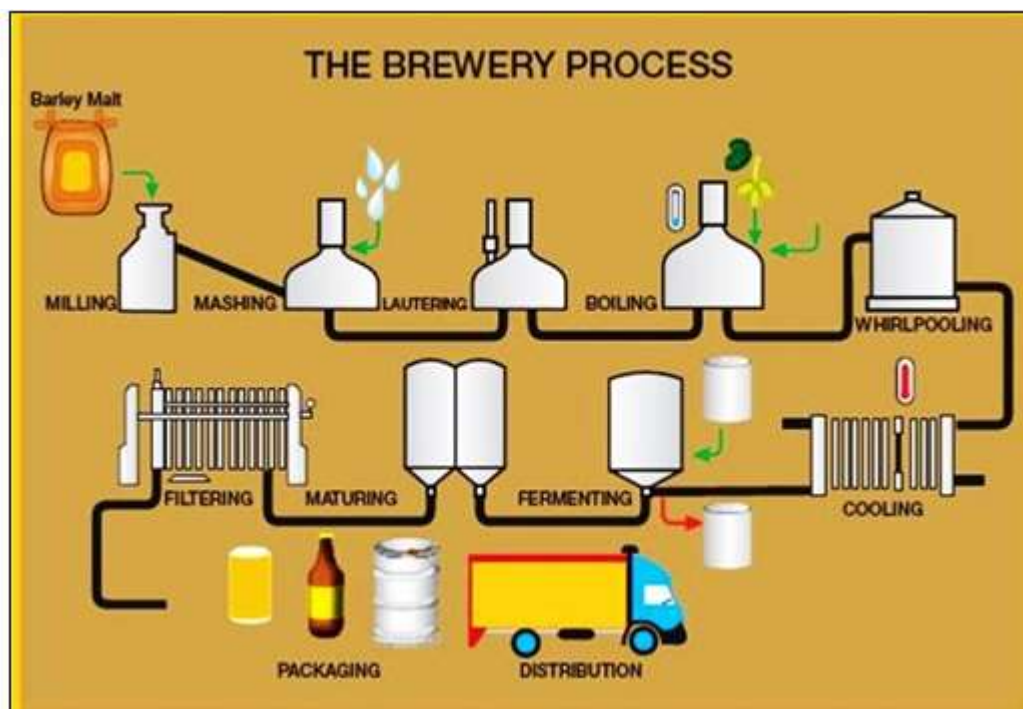 THE BREWERY PROCESS
Barley Malt
MILLING
MASHING
LAUTERING
BOILING
WHIRLPOOLING
FILTERING
MATURING
FERMENTING
COOLING
PACKAGING
DISTRIBUTION